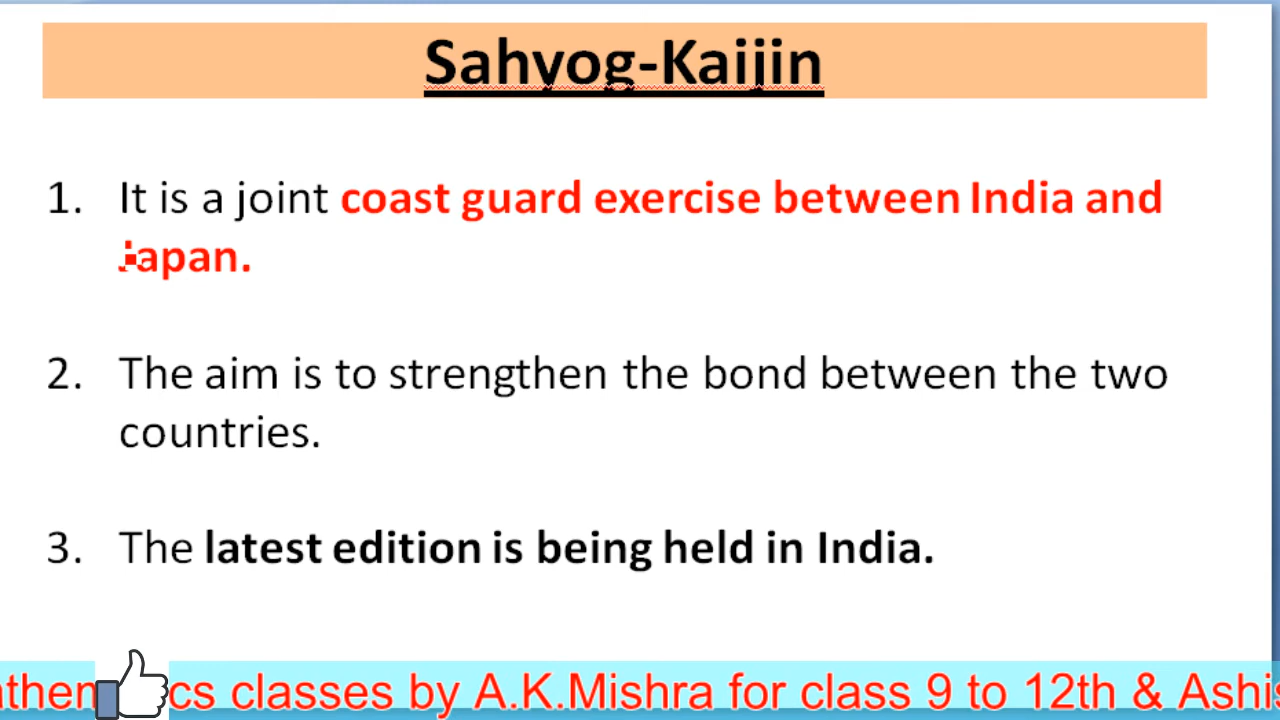 Sahyog-Kaijin
1. It is a joint coast guard exercise between India and
Japan.
2. The aim is to strengthen the bond between the two
countries.
3. The latest edition is being held in India.
classes by A.K.Mishra for class 9 to 12th &